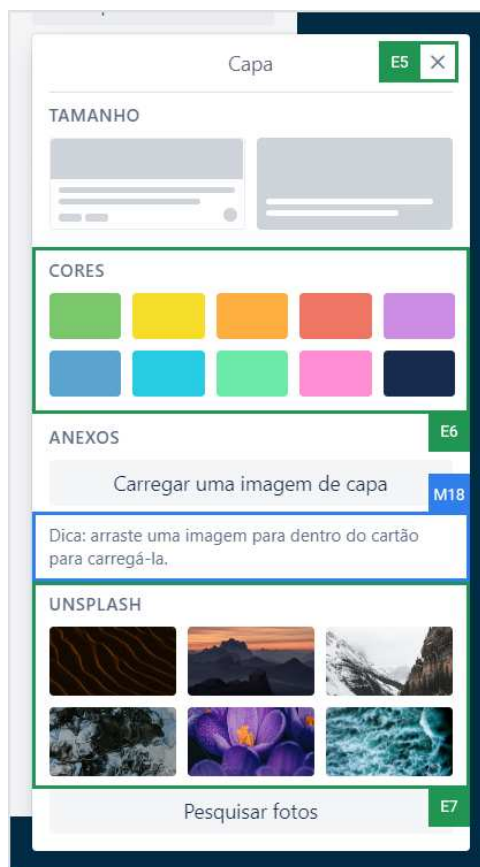 Capa
E5
TAMANHO
CORES
E6
ANEXOS
Carregar uma imagem de capa
M18
Dica: arraste uma imagem para dentro do cartão
para carregá-la.
UNSPLASH
Pesquisar fotos
E7